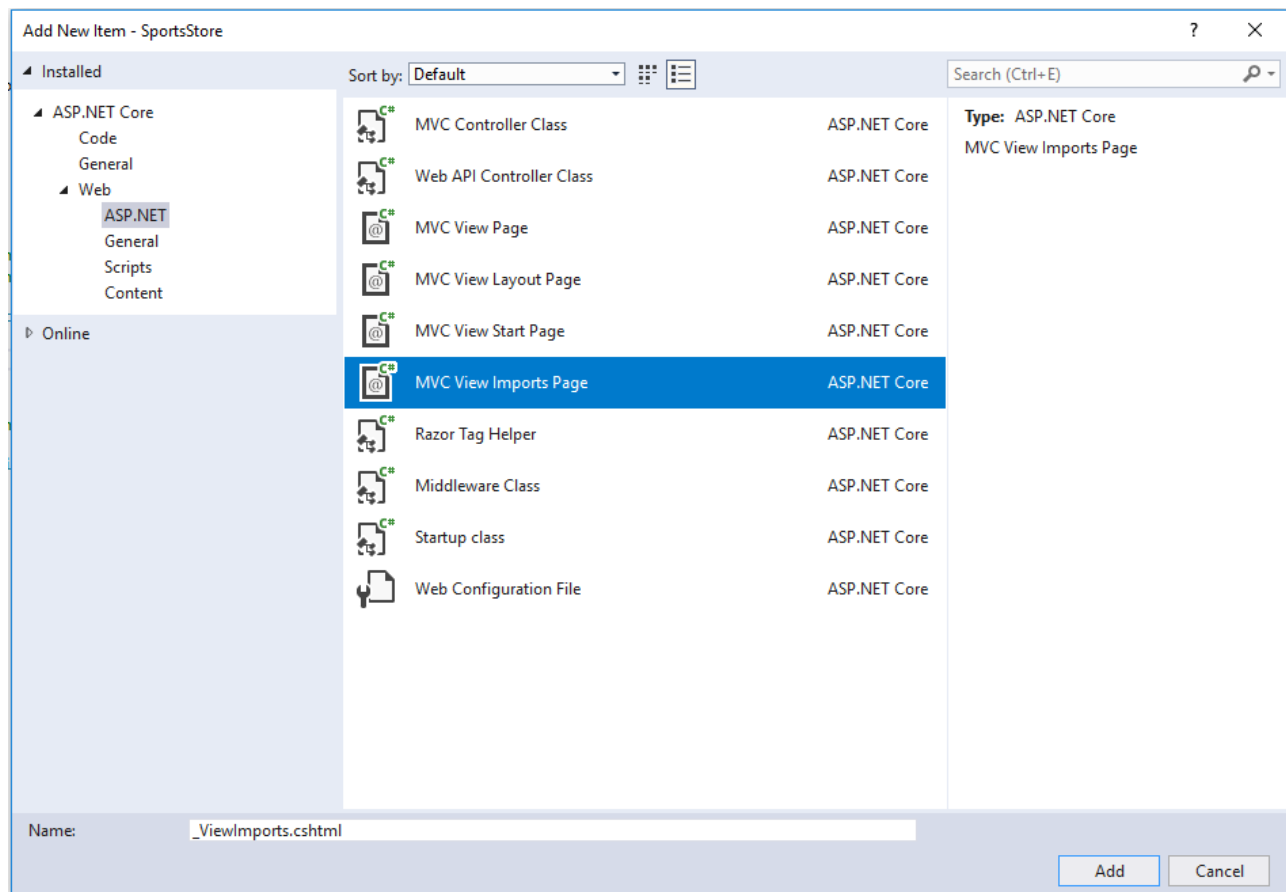 Add New Item - SportsStore
?
Installed
Sort by: Default
Search (Ctrl+E)
ASP.NET Core
Code
General
Web
ASP.NET
General
Scripts
Content
Online
C# MVC Controller Class ASP.NET Core
C# Web API Controller Class ASP.NET Core
C# @ MVC View Page ASP.NET Core
C# @ MVC View Layout Page ASP.NET Core
C# @ MVC View Start Page ASP.NET Core
C# @ MVC View Imports Page ASP.NET Core
C# Razor Tag Helper ASP.NET Core
C# Middleware Class ASP.NET Core
C# Startup class ASP.NET Core
Web Configuration File ASP.NET Core
Type: ASP.NET Core
MVC View Imports Page
Name: _ViewImports.cshtml
Add Cancel